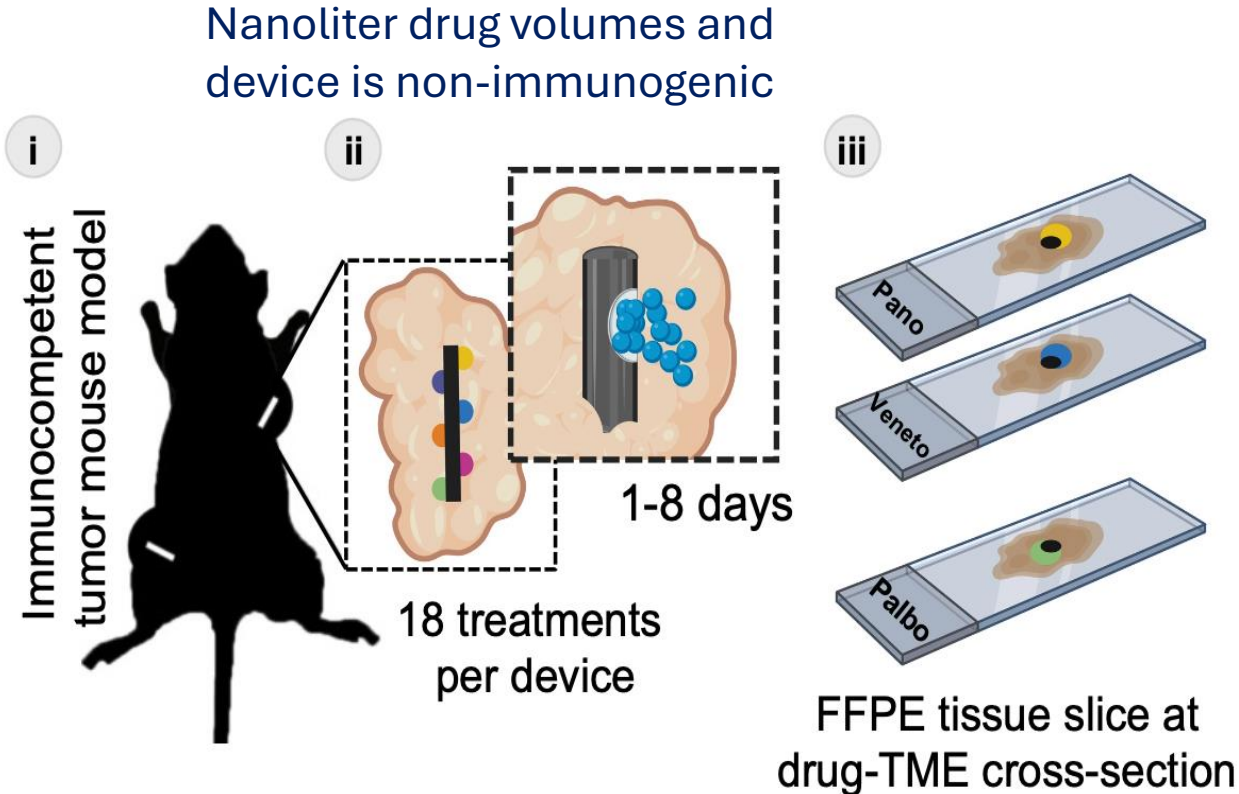 Nanoliter drug volumes and
device is non-immunogenic
i
Immunocompetent
tumor mouse model
ii
1-8 days
18 treatments
per device
iii
Pano
Veneto
Palbo
FFPE tissue slice at
drug-TME cross-section